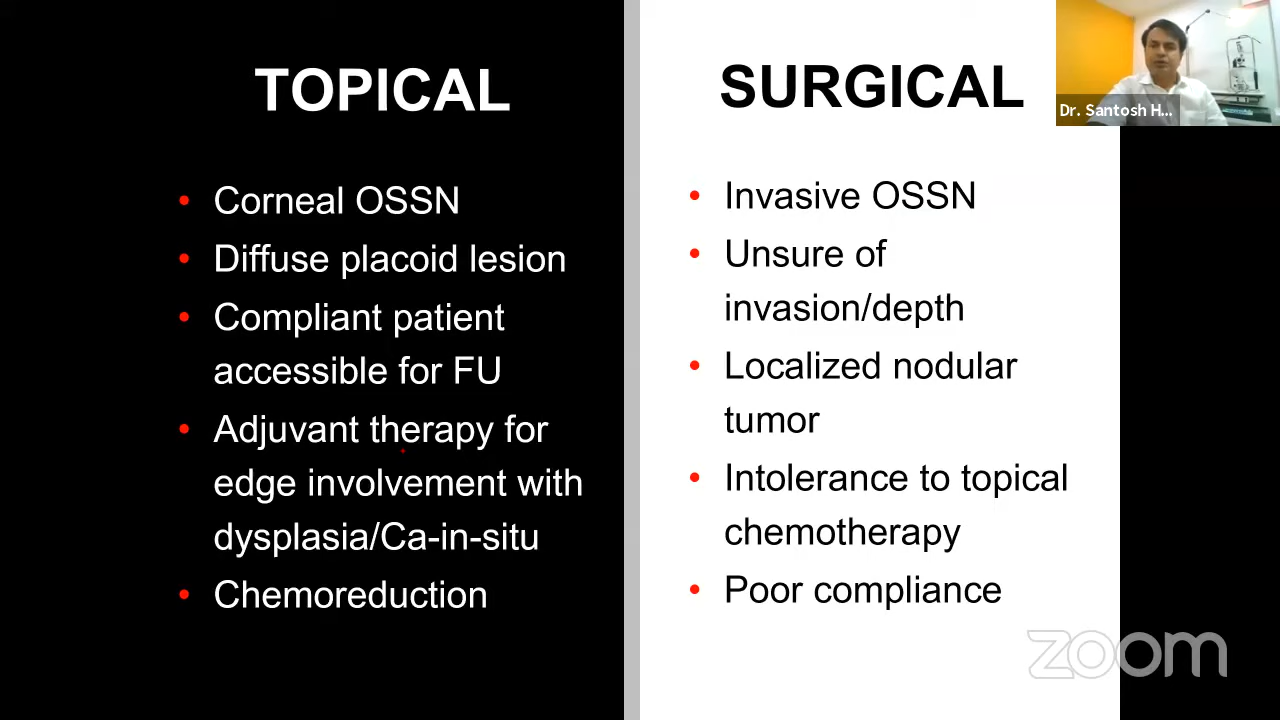 TOPICAL
Corneal OSSN
Diffuse placoid lesion
Compliant patient
accessible for FU
Adjuvant therapy for
edge involvement with
dysplasia/Ca-in-situ
Chemoreduction
SURGICAL
Invasive OSSN
Unsure of
invasion/depth
Localized nodular
tumor
Intolerance to topical
chemotherapy
Poor compliance
Dr. Santosh H...
zoom